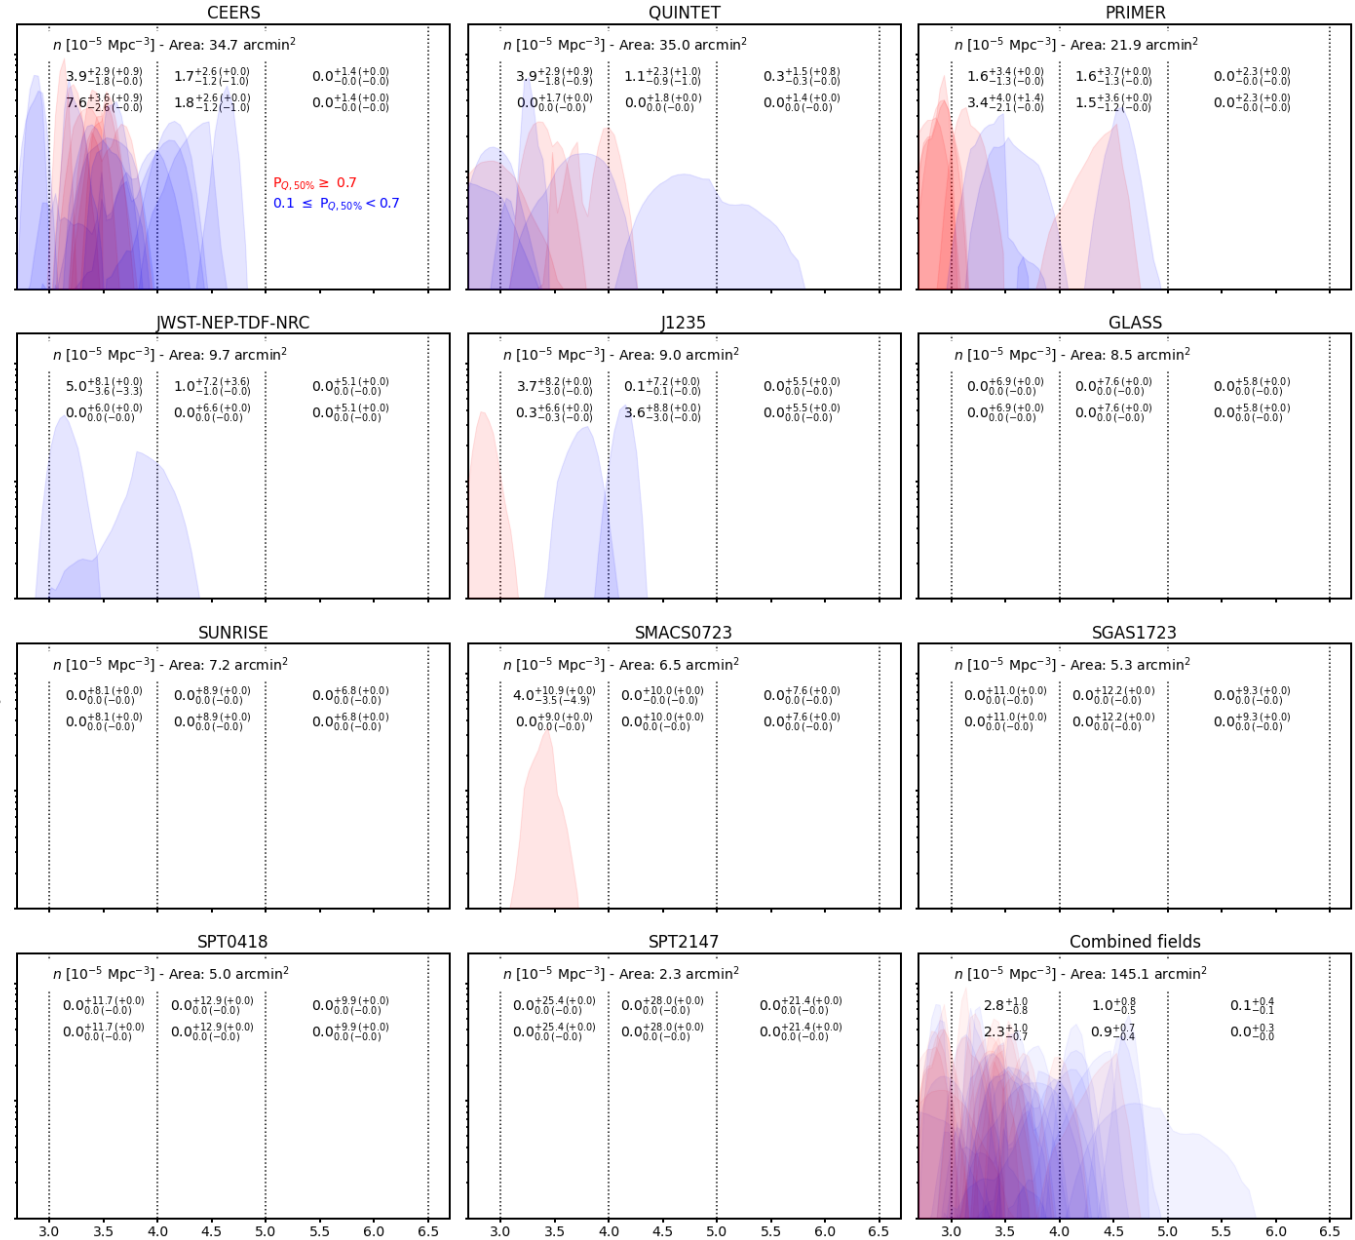 CEERS
n [10⁻⁵ Mpc⁻³] - Area: 34.7 arcmin²
3.9 +2.9 (+0.9) −1.8 (−0.0) 1.7 +2.6 (+0.0) −1.2 (−1.0) 0.0 +1.4 (+0.0) −0.0 (−0.0)
7.6 +3.6 (+0.9) −2.6 (−0.0) 1.8 +2.6 (+0.0) −1.2 (−1.0) 0.0 +1.4 (+0.0) 0.0 (−0.0)
P_Q,50% ≥ 0.7
0.1 ≤ P_Q,50% < 0.7
QUINTET
n [10⁻⁵ Mpc⁻³] - Area: 35.0 arcmin²
3.9 +2.9 (+0.9) −1.8 (−0.9) 1.1 +2.3 (+1.0) −0.9 (−1.0) 0.3 +1.5 (+0.8) −0.3 (−0.0)
0.0 +1.7 (+0.0) 0.0 (−0.0) 0.0 +1.8 (+0.0) 0.0 (−0.0) 0.0 +1.4 (+0.0) 0.0 (−0.0)
PRIMER
n [10⁻⁵ Mpc⁻³] - Area: 21.9 arcmin²
1.6 +3.4 (+0.0) −1.3 (−0.0) 1.6 +3.7 (+0.0) −1.3 (−0.0) 0.0 +2.3 (+0.0) −0.0 (−0.0)
3.4 +4.0 (+1.4) −2.1 (−0.0) 1.5 +3.6 (+0.0) −1.2 (−0.0) 0.0 +2.3 (+0.0) −0.0 (−0.0)
JWST-NEP-TDF-NRC
n [10⁻⁵ Mpc⁻³] - Area: 9.7 arcmin²
5.0 +8.1 (+0.0) −3.6 (−3.3) 1.0 +7.2 (+3.6) −1.0 (−0.0) 0.0 +5.1 (+0.0) 0.0 (−0.0)
0.0 +6.0 (+0.0) 0.0 (−0.0) 0.0 +6.6 (+0.0) 0.0 (−0.0) 0.0 +5.1 (+0.0) 0.0 (−0.0)
J1235
n [10⁻⁵ Mpc⁻³] - Area: 9.0 arcmin²
3.7 +8.2 (+0.0) −3.0 (−0.0) 0.1 +7.2 (+0.0) −0.1 (−0.0) 0.0 +5.5 (+0.0) 0.0 (−0.0)
0.3 +6.6 (+0.0) −0.3 (−0.0) 3.6 +8.8 (+0.0) −3.0 (−0.0) 0.0 +5.5 (+0.0) 0.0 (−0.0)
GLASS
n [10⁻⁵ Mpc⁻³] - Area: 8.5 arcmin²
0.0 +6.9 (+0.0) 0.0 (−0.0) 0.0 +7.6 (+0.0) 0.0 (−0.0) 0.0 +5.8 (+0.0) 0.0 (−0.0)
0.0 +6.9 (+0.0) 0.0 (−0.0) 0.0 +7.6 (+0.0) 0.0 (−0.0) 0.0 +5.8 (+0.0) 0.0 (−0.0)
SUNRISE
n [10⁻⁵ Mpc⁻³] - Area: 7.2 arcmin²
0.0 +8.1 (+0.0) 0.0 (−0.0) 0.0 +8.9 (+0.0) 0.0 (−0.0) 0.0 +6.8 (+0.0) 0.0 (−0.0)
0.0 +8.1 (+0.0) 0.0 (−0.0) 0.0 +8.9 (+0.0) 0.0 (−0.0) 0.0 +6.8 (+0.0) 0.0 (−0.0)
SMACS0723
n [10⁻⁵ Mpc⁻³] - Area: 6.5 arcmin²
4.0 +10.9 (+0.0) −3.5 (−4.9) 0.0 +10.0 (+0.0) −0.0 (−0.0) 0.0 +7.6 (+0.0) 0.0 (−0.0)
0.0 +9.0 (+0.0) 0.0 (−0.0) 0.0 +10.0 (+0.0) 0.0 (−0.0) 0.0 +7.6 (+0.0) 0.0 (−0.0)
SGAS1723
n [10⁻⁵ Mpc⁻³] - Area: 5.3 arcmin²
0.0 +11.0 (+0.0) 0.0 (−0.0) 0.0 +12.2 (+0.0) 0.0 (−0.0) 0.0 +9.3 (+0.0) 0.0 (−0.0)
0.0 +11.0 (+0.0) 0.0 (−0.0) 0.0 +12.2 (+0.0) 0.0 (−0.0) 0.0 +9.3 (+0.0) 0.0 (−0.0)
SPT0418
n [10⁻⁵ Mpc⁻³] - Area: 5.0 arcmin²
0.0 +11.7 (+0.0) 0.0 (−0.0) 0.0 +12.9 (+0.0) 0.0 (−0.0) 0.0 +9.9 (+0.0) 0.0 (−0.0)
0.0 +11.7 (+0.0) 0.0 (−0.0) 0.0 +12.9 (+0.0) 0.0 (−0.0) 0.0 +9.9 (+0.0) 0.0 (−0.0)
3.0 3.5 4.0 4.5 5.0 5.5 6.0 6.5
SPT2147
n [10⁻⁵ Mpc⁻³] - Area: 2.3 arcmin²
0.0 +25.4 (+0.0) 0.0 (−0.0) 0.0 +28.0 (+0.0) 0.0 (−0.0) 0.0 +21.4 (+0.0) 0.0 (−0.0)
0.0 +25.4 (+0.0) 0.0 (−0.0) 0.0 +28.0 (+0.0) 0.0 (−0.0) 0.0 +21.4 (+0.0) 0.0 (−0.0)
3.0 3.5 4.0 4.5 5.0 5.5 6.0 6.5
Combined fields
n [10⁻⁵ Mpc⁻³] - Area: 145.1 arcmin²
2.8 +1.0 −0.8 1.0 +0.8 −0.5 0.1 +0.4 −0.1
2.3 +1.0 −0.7 0.9 +0.7 −0.4 0.0 +0.3 −0.0
3.0 3.5 4.0 4.5 5.0 5.5 6.0 6.5